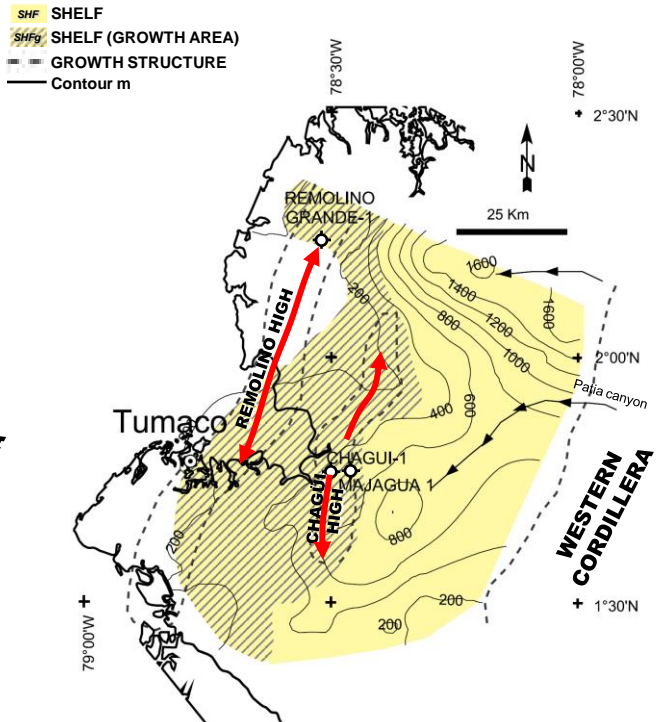 SHF SHELF
SHFg SHELF (GROWTH AREA)
GROWTH STRUCTURE
Contour m
78°30'W
78°00'W
2°30'N
N
REMOLINO
GRANDE-1
25 Km
1600
1400
1200
1000
800
1600
200
600
400
REMOLINO HIGH
2°00'N
Patia canyon
Tumaco
CHAGUI-1
MAJAGUA 1
CHAGUI
HIGH
WESTERN
CORDILLERA
800
200
200
200
1°30'N
79°00'W